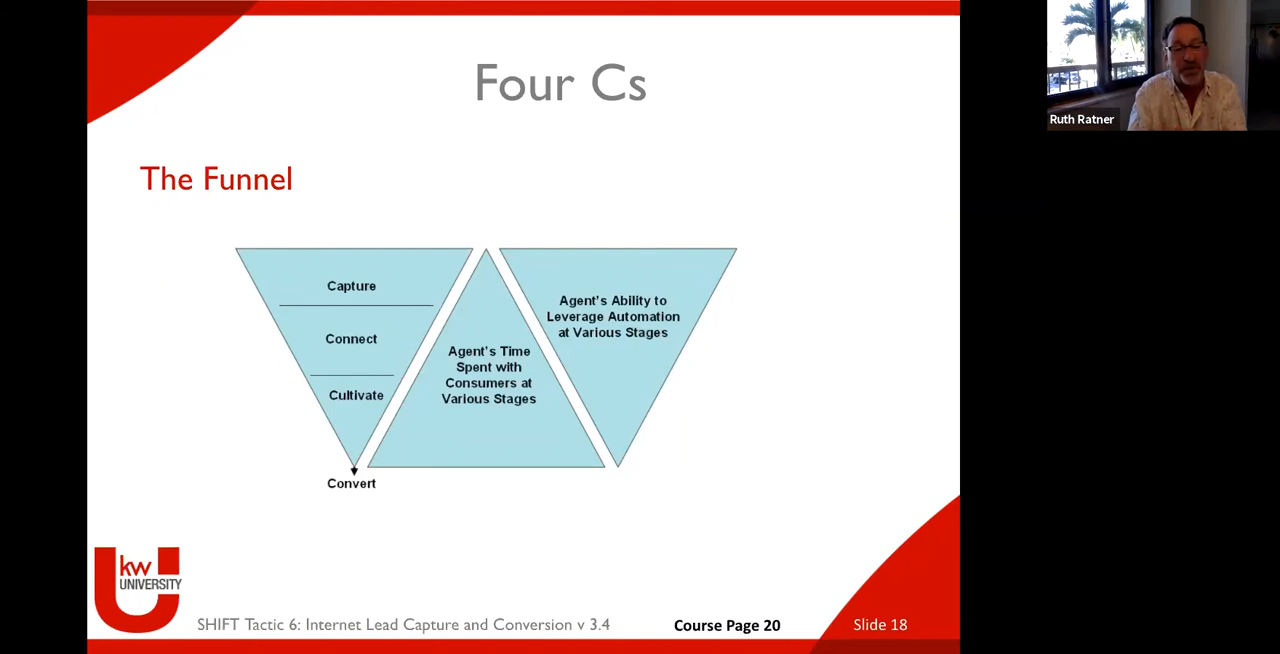 Four Cs
Ruth Ratner
The Funnel
Capture
Connect
Cultivate
Convert
Agent's Time
Spent with
Consumers at
Various Stages
Agent's Ability to
Leverage Automation
at Various Stages
kw
UNIVERSITY
SHIFT Tactic 6: Internet Lead Capture and Conversion v 3.4
Course Page 20
Slide 18